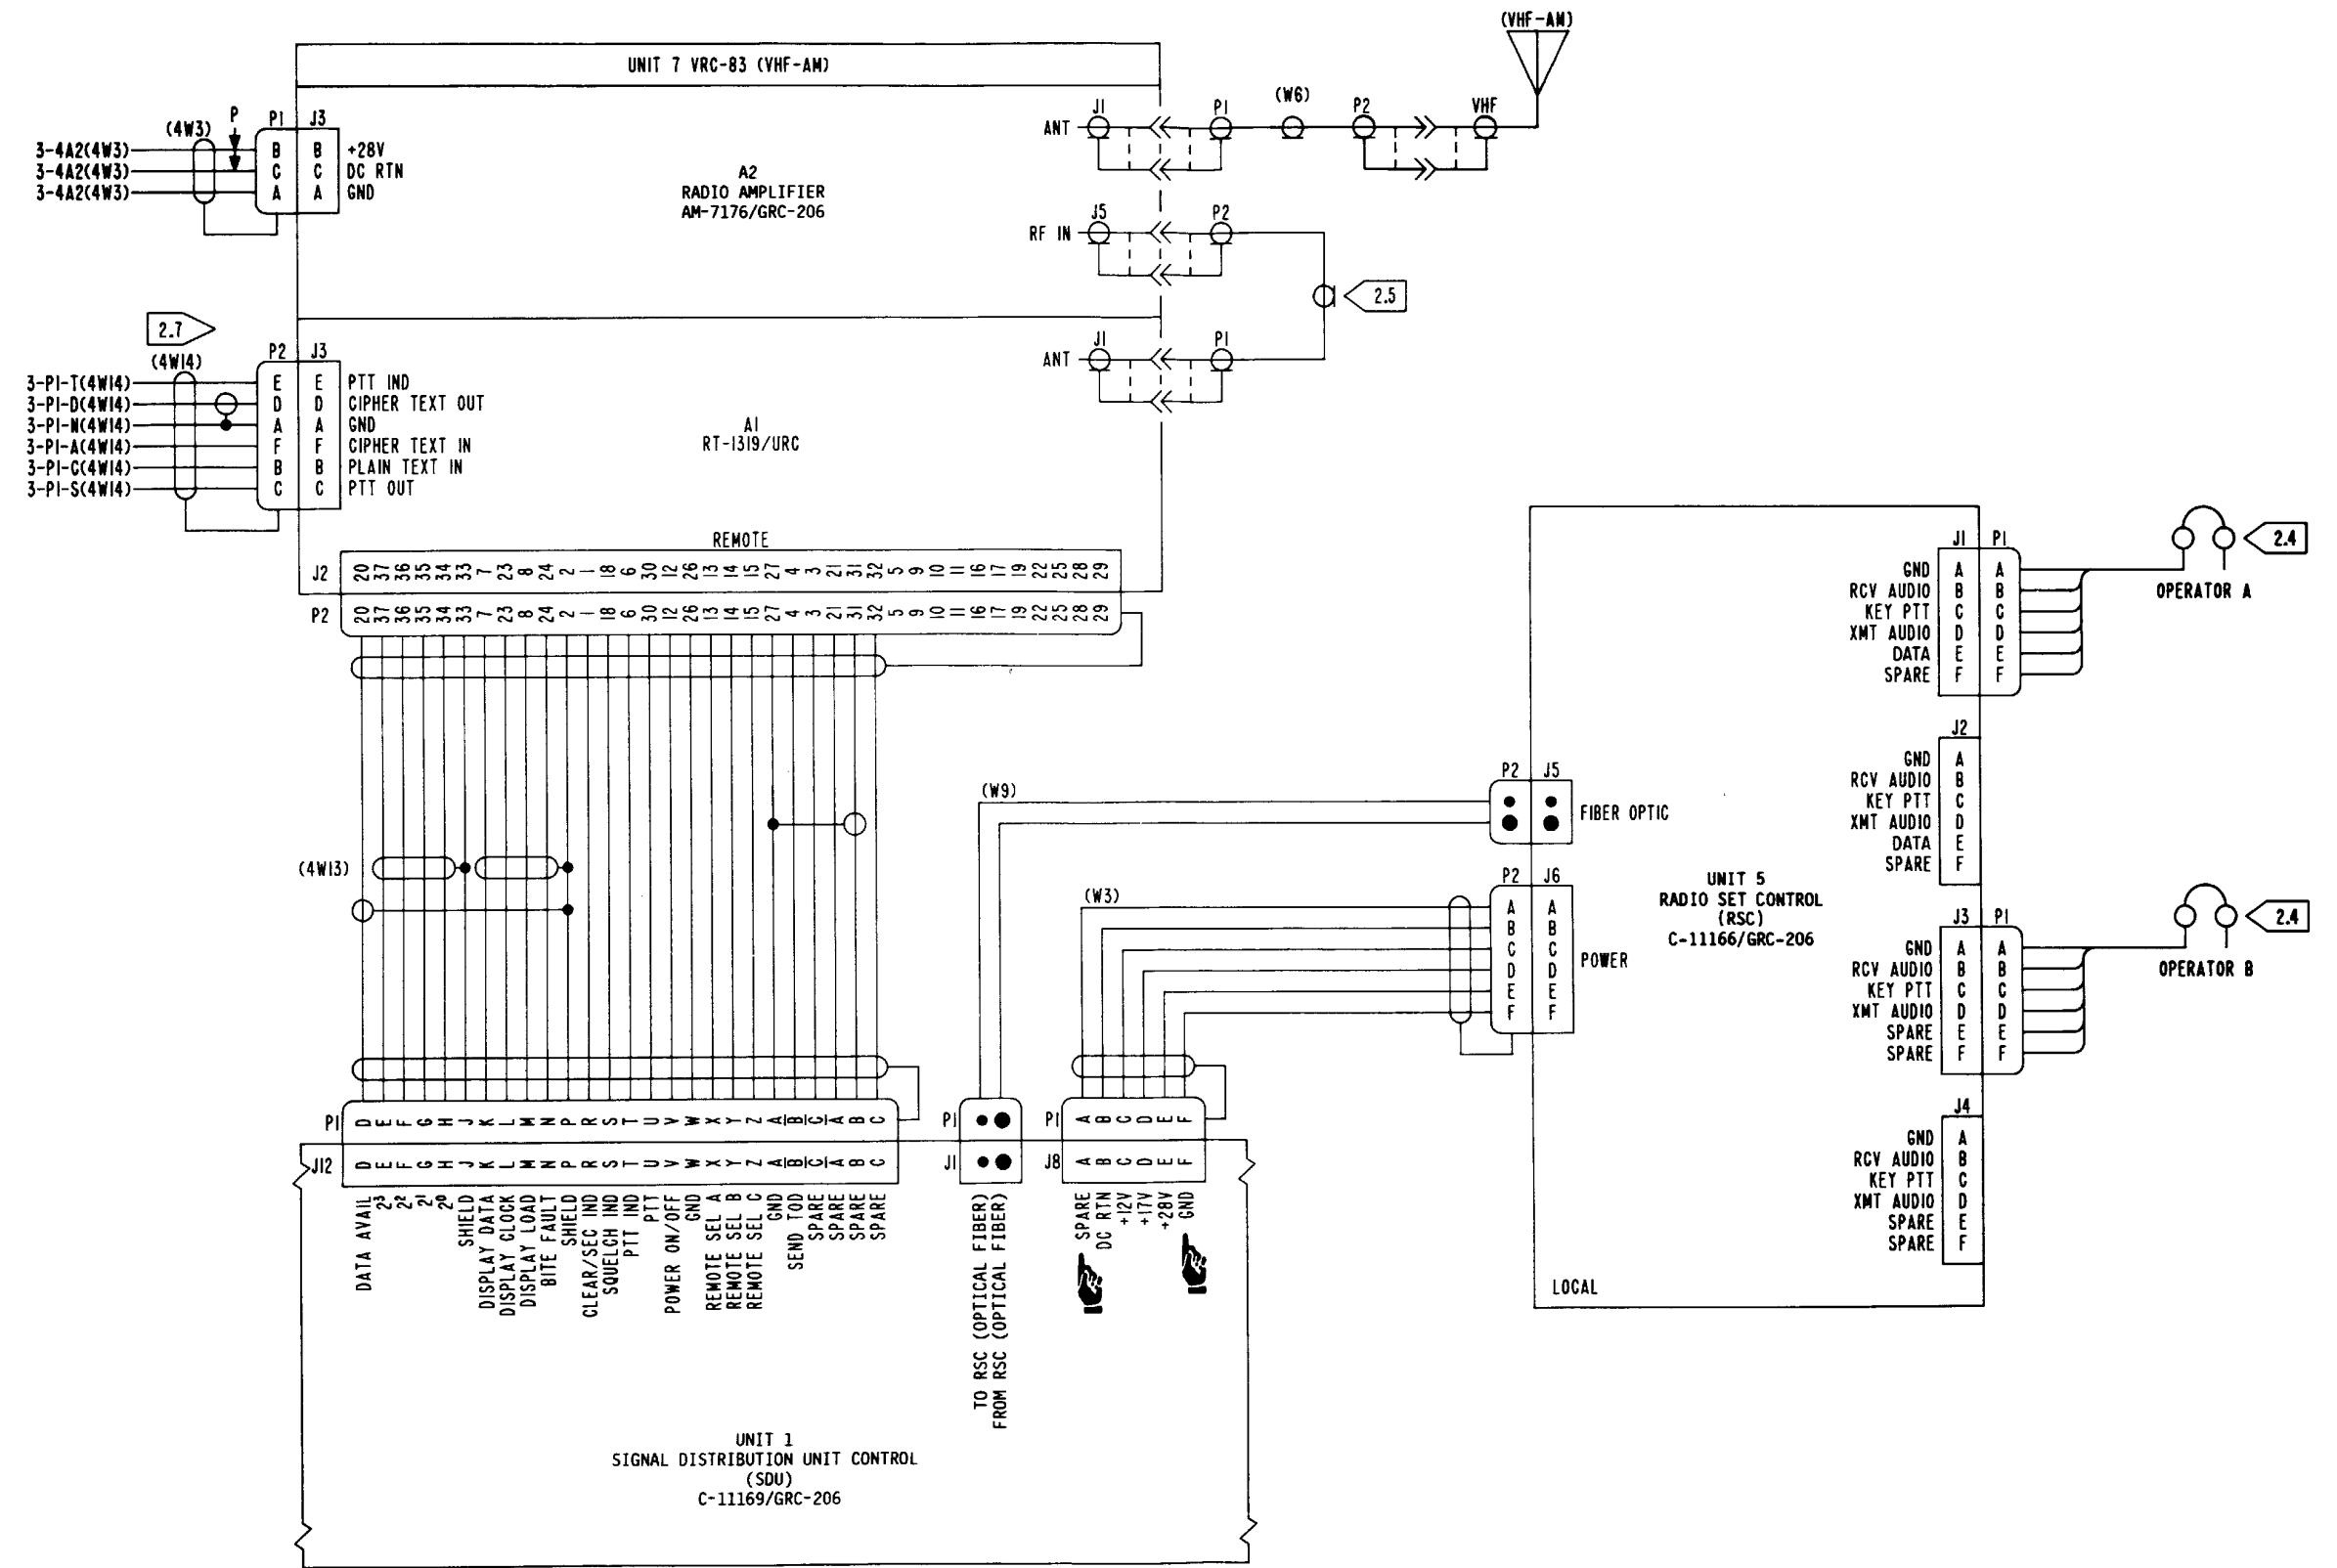 (VHF-AM)
UNIT 7 VRC-83 (VHF-AM)
(4W3) P P1 J3
3-4A2(4W3) B B +28V
3-4A2(4W3) C C DC RTN
3-4A2(4W3) A A GND
A2
RADIO AMPLIFIER
AM-7176/GRC-206
ANT J1 P1 (W6) P2 VHF
RF IN J5 P2
2.5
ANT J1 P1
2.7
(4W14) P2 J3
3-P1-T(4W14) E E PTT IND
3-P1-D(4W14) D D CIPHER TEXT OUT
3-P1-N(4W14) A A GND
3-P1-A(4W14) F F CIPHER TEXT IN
3-P1-C(4W14) B B PLAIN TEXT IN
3-P1-S(4W14) C C PTT OUT
A1
RT-1319/URC
REMOTE
J2 20 37 36 35 34 33 7 23 8 24 2 1 18 6 30 12 26 13 14 15 27 4 3 21 31 32 5 9 10 11 16 17 19 22 25 28 29
P2 20 37 36 35 34 33 7 23 8 24 2 1 18 6 30 12 26 13 14 15 27 4 3 21 31 32 5 9 10 11 16 17 19 22 25 28 29
(4W13)
P1 D E F G H J K L M N P R S T U V W X Y Z A B C A B C
J12 D E F G H J K L M N P R S T U V W X Y Z A B C A B C
DATA AVAIL
2³
2²
2¹
2⁰
SHIELD
DISPLAY DATA
DISPLAY CLOCK
DISPLAY LOAD
BITE FAULT
SHIELD
CLEAR/SEC IND
SQUELCH IND
PTT IND
PTT
POWER ON/OFF
GND
REMOTE SEL A
REMOTE SEL B
REMOTE SEL C
GND
SEND TOD
SPARE
SPARE
SPARE
SPARE
(W9)
P1
J1
TO RSC (OPTICAL FIBER)
FROM RSC (OPTICAL FIBER)
(W3)
P1 A B C D E F
J8 A B C D E F
SPARE
DC RTN
+12V
+17V
+28V
GND
UNIT 1
SIGNAL DISTRIBUTION UNIT CONTROL
(SDU)
C-11169/GRC-206
P2 J5
FIBER OPTIC
P2 J6
A A
B B
C C
D D
E E
F F
POWER
UNIT 5
RADIO SET CONTROL
(RSC)
C-11166/GRC-206
LOCAL
J1 P1
GND A A
RCV AUDIO B B
KEY PTT C C
XMT AUDIO D D
DATA E E
SPARE F F
2.4
OPERATOR A
J2
GND A
RCV AUDIO B
KEY PTT C
XMT AUDIO D
DATA E
SPARE F
J3 P1
GND A A
RCV AUDIO B B
KEY PTT C C
XMT AUDIO D D
SPARE E E
SPARE F F
2.4
OPERATOR B
J4
GND A
RCV AUDIO B
KEY PTT C
XMT AUDIO D
SPARE E
SPARE F